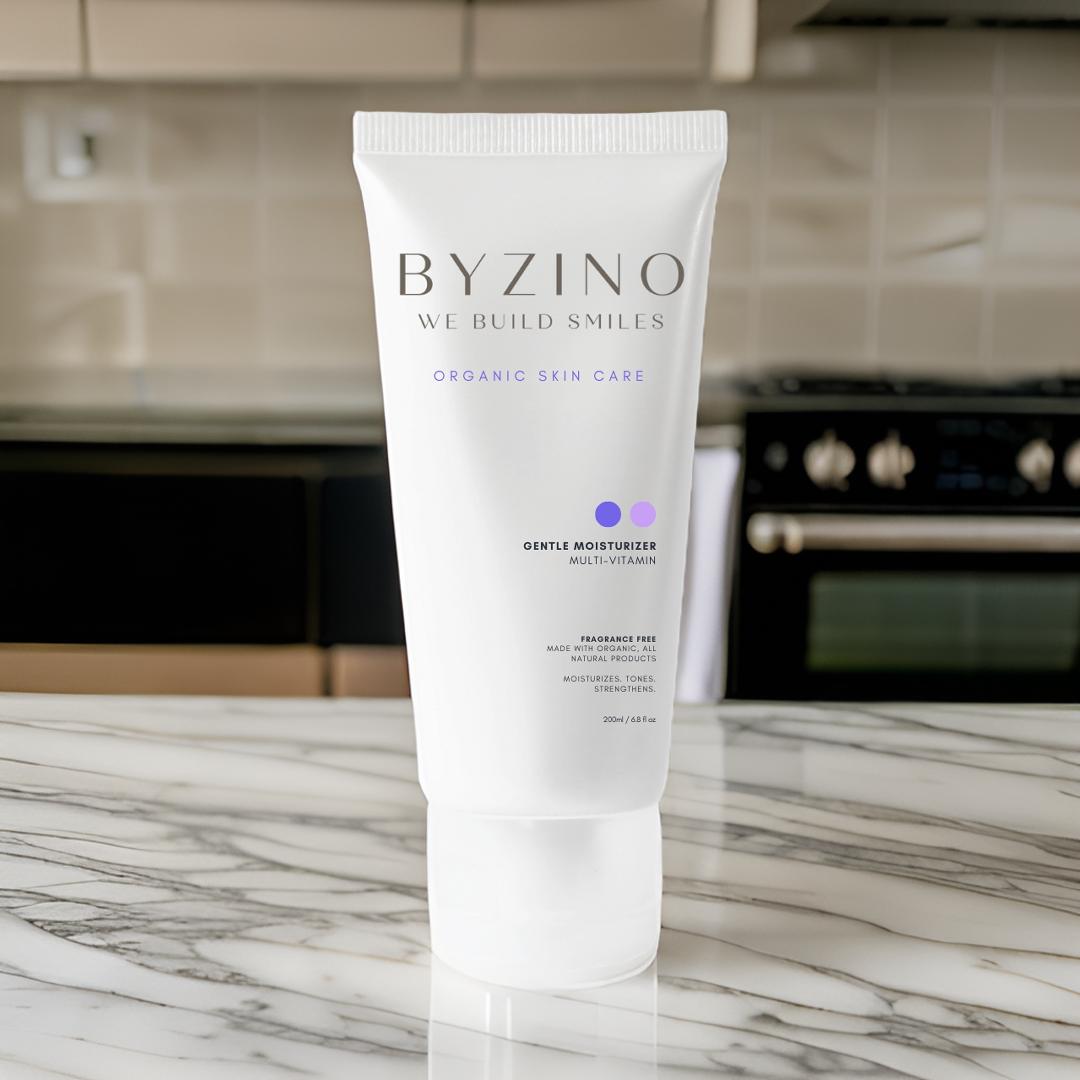 BYZINO
WE BUILD SMILES
ORGANIC SKIN CARE
GENTLE MOISTURIZER
MULTI-VITAMIN
FRAGRANCE FREE
MADE WITH ORGANIC, ALL
NATURAL PRODUCTS
MOISTURIZES. TONES.
STRENGTHENS.
200ml / 6.8 fl oz